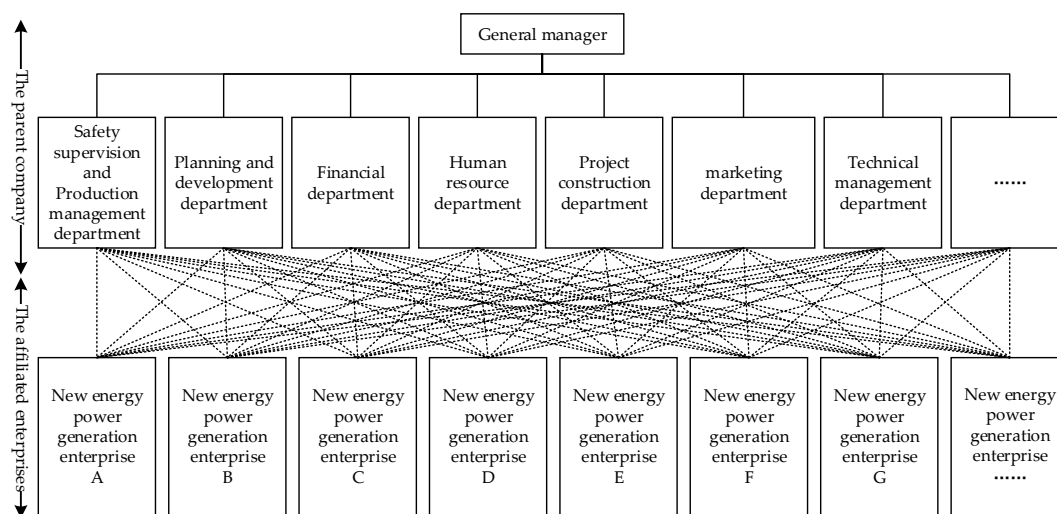 General manager
The parent company
Safety
supervision
and
Production
management
department
Planning and
development
department
Financial
department
Human
resource
department
Project
construction
department
marketing
department
Technical
management
department
......
The affiliated enterprises
New energy
power
generation
enterprise
A
New energy
power
generation
enterprise
B
New energy
power
generation
enterprise
C
New energy
power
generation
enterprise
D
New energy
power
generation
enterprise
E
New energy
power
generation
enterprise
F
New energy
power
generation
enterprise
G
New energy
power
generation
enterprise
......